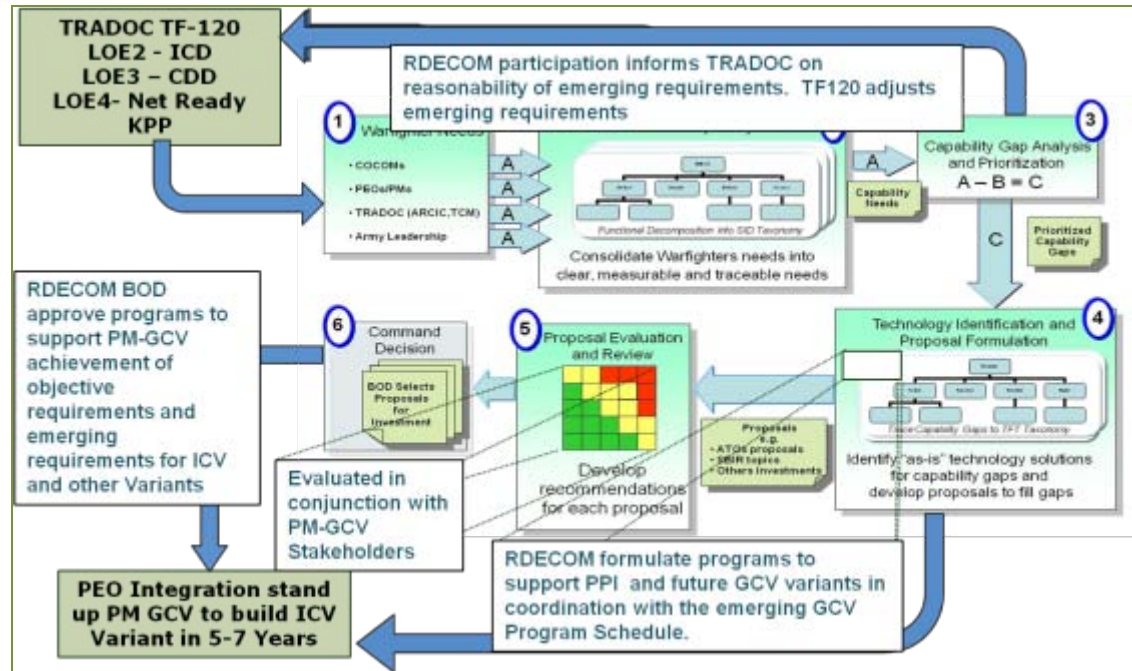 TRADOC TF-120
LOE2 - ICD
LOE3 – CDD
LOE4- Net Ready
KPP
RDECOM participation informs TRADOC on
reasonability of emerging requirements. TF120 adjusts
emerging requirements
1
Warfighter Needs
• COCOMs
• PEOs/PMs
• TRADOC (ARCIC,TCM)
• Army Leadership
A
A
A
A
Functional Decomposition into SID Taxonomy
Consolidate Warfighters needs into
clear, measurable and traceable needs
A
Capability
Needs
3
Capability Gap Analysis
and Prioritization
A – B = C
C
Prioritized
Capability
Gaps
4
Technology Identification and
Proposal Formulation
Trace Capability Gaps to TFT Taxonomy
Identify "as-is" technology solutions
for capability gaps and
develop proposals to fill gaps
Proposals
e.g.
• ATOs proposals
• SBIR topics
• Others investments
5
Proposal Evaluation
and Review
Develop
recommendations
for each proposal
6
Command
Decision
BOD Selects
Proposals
for
Investment
RDECOM BOD
approve programs to
support PM-GCV
achievement of
objective
requirements and
emerging
requirements for ICV
and other Variants
Evaluated in
conjunction with
PM-GCV
Stakeholders
RDECOM formulate programs to
support PPI and future GCV variants in
coordination with the emerging GCV
Program Schedule.
PEO Integration stand
up PM GCV to build ICV
Variant in 5-7 Years